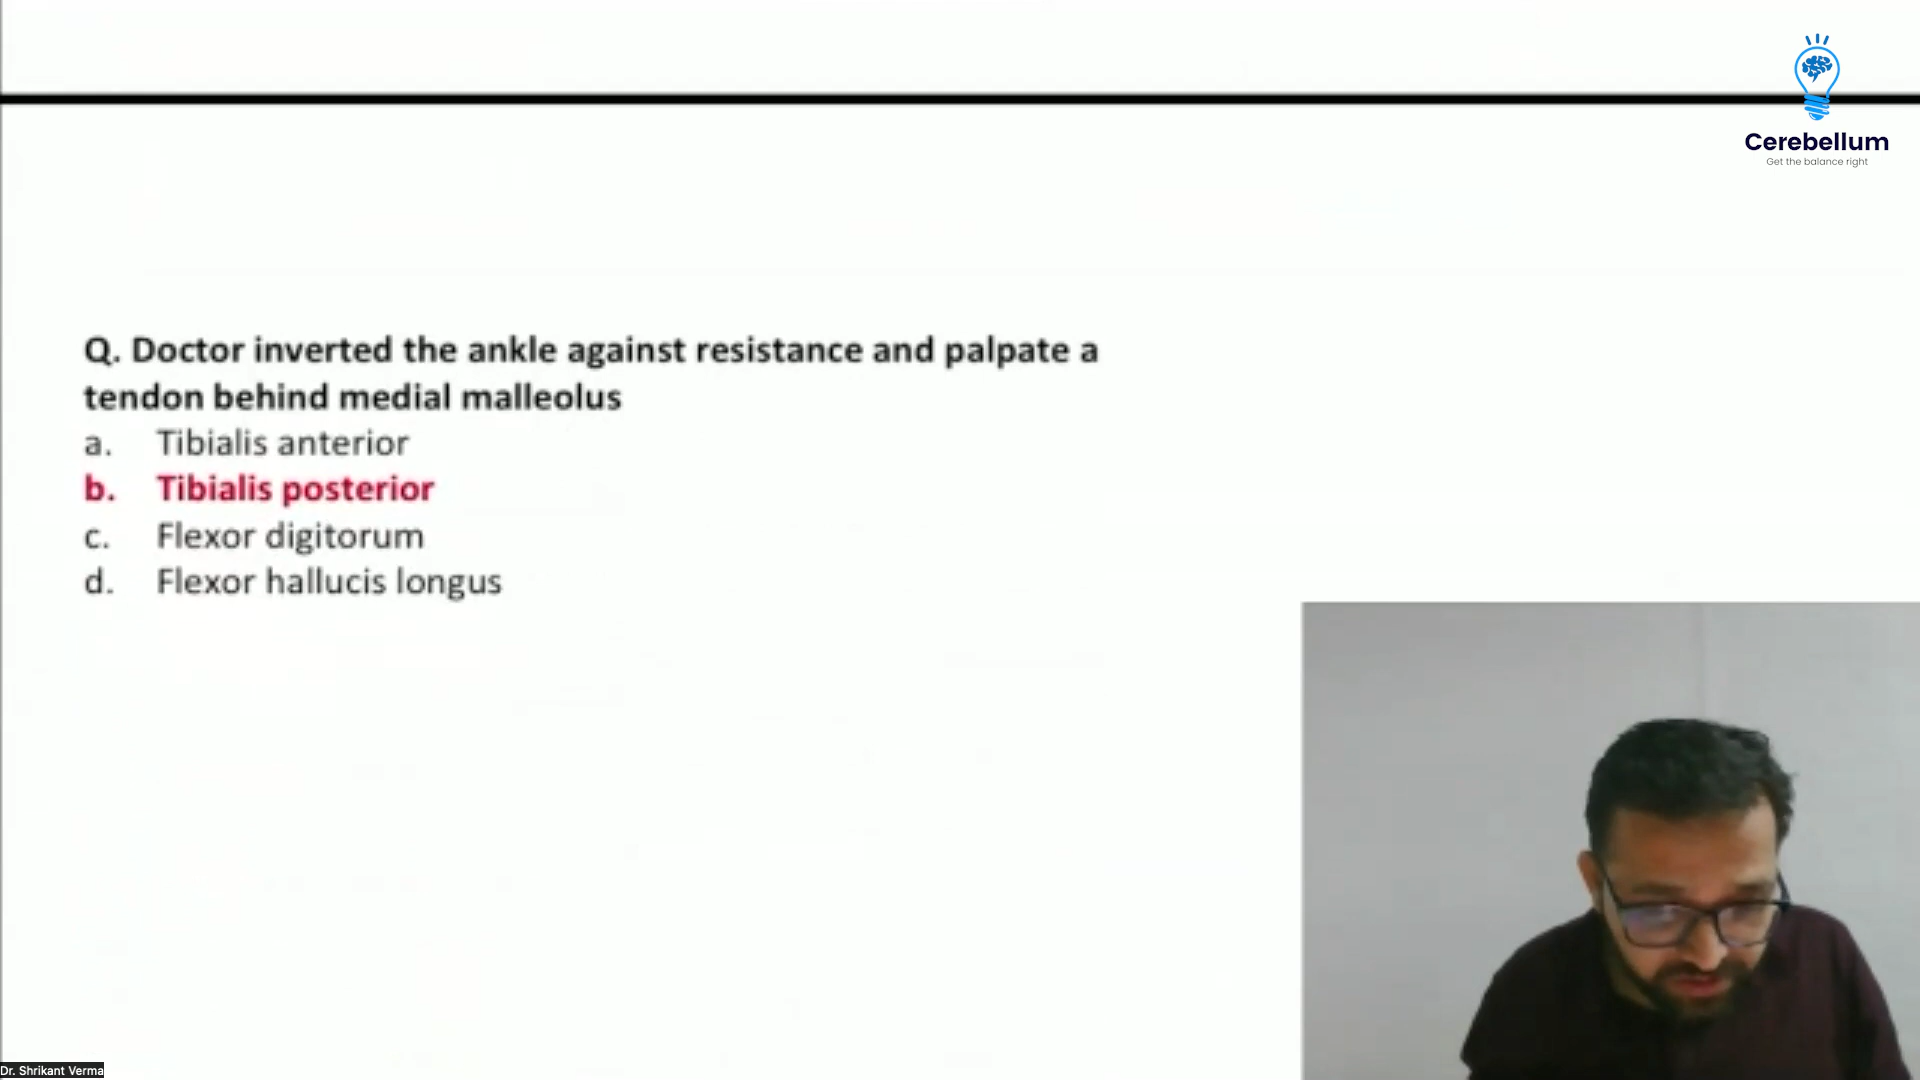 Cerebellum
Get the balance right
Q. Doctor inverted the ankle against resistance and palpate a
tendon behind medial malleolus
a. Tibialis anterior
b. Tibialis posterior
c. Flexor digitorum
d. Flexor hallucis longus
Dr. Shrikant Verma